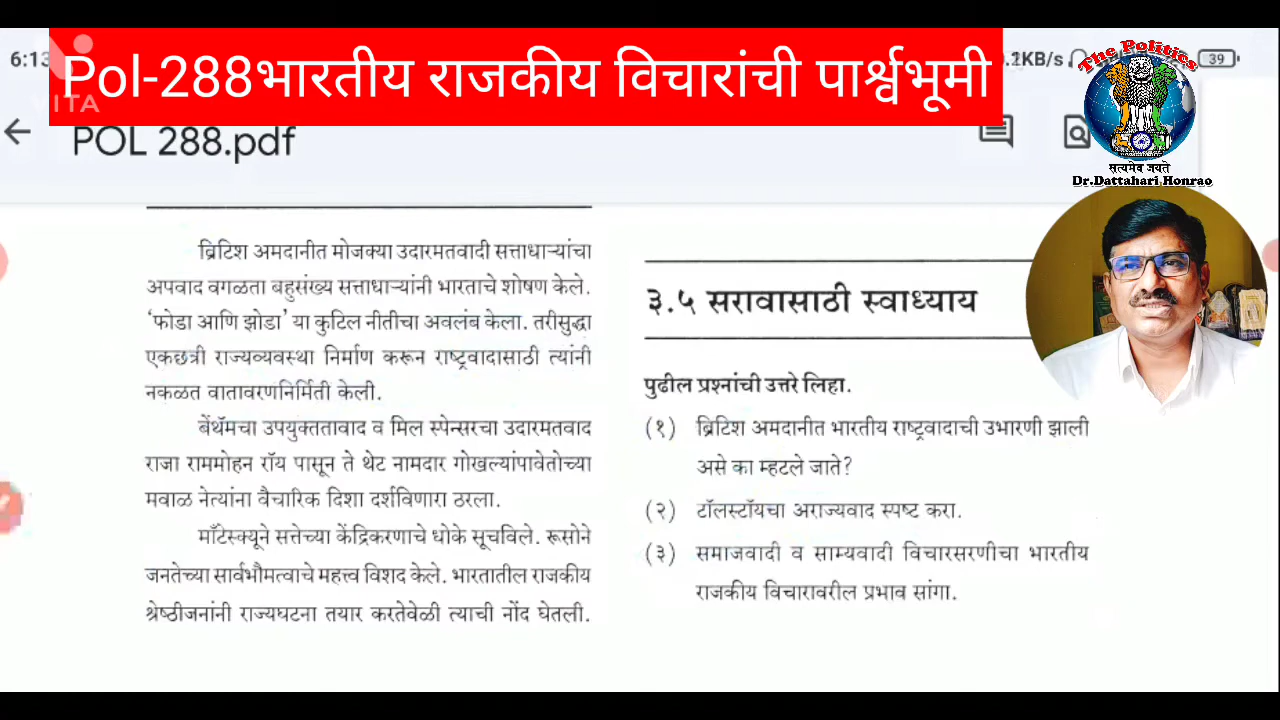 Pol-288भारतीय राजकीय विचारांची पार्श्वभूमी
6:13
KB/s
39
VITA
The Politics
POL 288.pdf
सत्यमेव जयते
Dr.Dattahari Honrao
ब्रिटिश अमदानीत मोजक्या उदारमतवादी सत्ताधाऱ्यांचा
अपवाद वगळता बहुसंख्य सत्ताधाऱ्यांनी भारताचे शोषण केले.
‘फोडा आणि झोडा’ या कुटिल नीतीचा अवलंब केला. तरीसुद्धा
एकछत्री राज्यव्यवस्था निर्माण करून राष्ट्रवादासाठी त्यांनी
नकळत वातावरणनिर्मिती केली.
बेंथॅमचा उपयुक्ततावाद व मिल स्पेन्सरचा उदारमतवाद
राजा राममोहन रॉय पासून ते थेट नामदार गोखल्यांपावेतोच्या
मवाळ नेत्यांना वैचारिक दिशा दर्शविणारा ठरला.
माँटेस्क्यूने सत्तेच्या केंद्रिकरणाचे धोके सूचविले. रूसोने
जनतेच्या सार्वभौमत्वाचे महत्त्व विशद केले. भारतातील राजकीय
श्रेष्ठीजनांनी राज्यघटना तयार करतेवेळी त्याची नोंद घेतली.
३.५ सरावासाठी स्वाध्याय
पुढील प्रश्नांची उत्तरे लिहा.
(१) ब्रिटिश अमदानीत भारतीय राष्ट्रवादाची उभारणी झाली
असे का म्हटले जाते?
(२) टॉलस्टॉयचा अराज्यवाद स्पष्ट करा.
(३) समाजवादी व साम्यवादी विचारसरणीचा भारतीय
राजकीय विचारावरील प्रभाव सांगा.